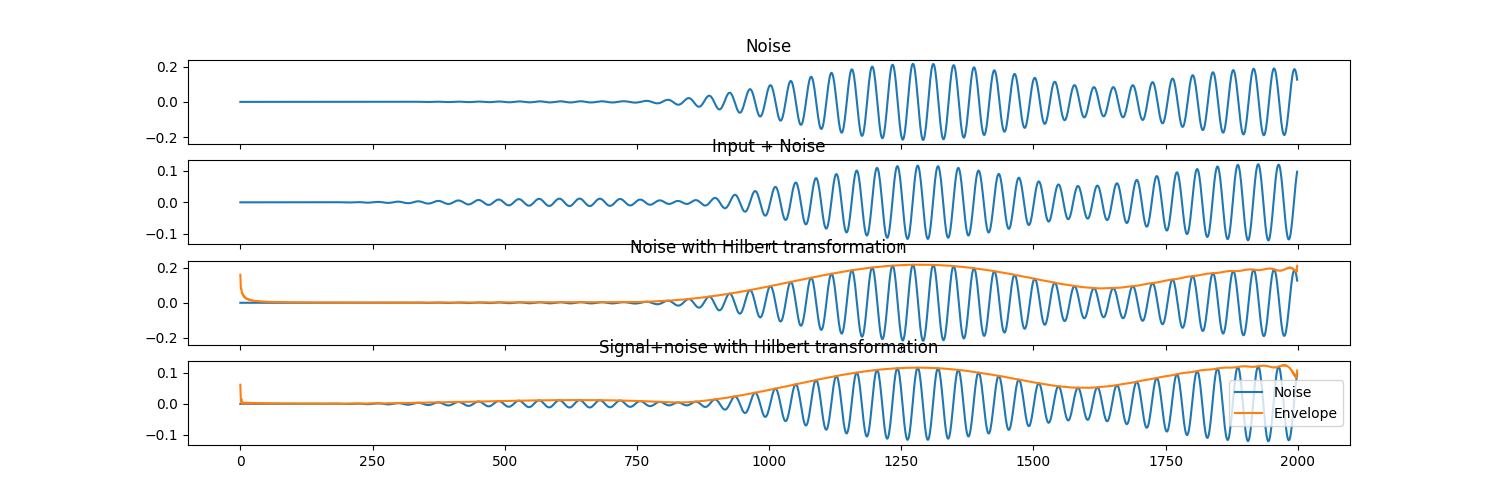 Noise
0.2
0.0
−0.2
Input + Noise
0.1
0.0
−0.1
Noise with Hilbert transformation
0.2
0.0
−0.2
Signal+noise with Hilbert transformation
0.1
0.0
−0.1
Noise
Envelope
0 250 500 750 1000 1250 1500 1750 2000